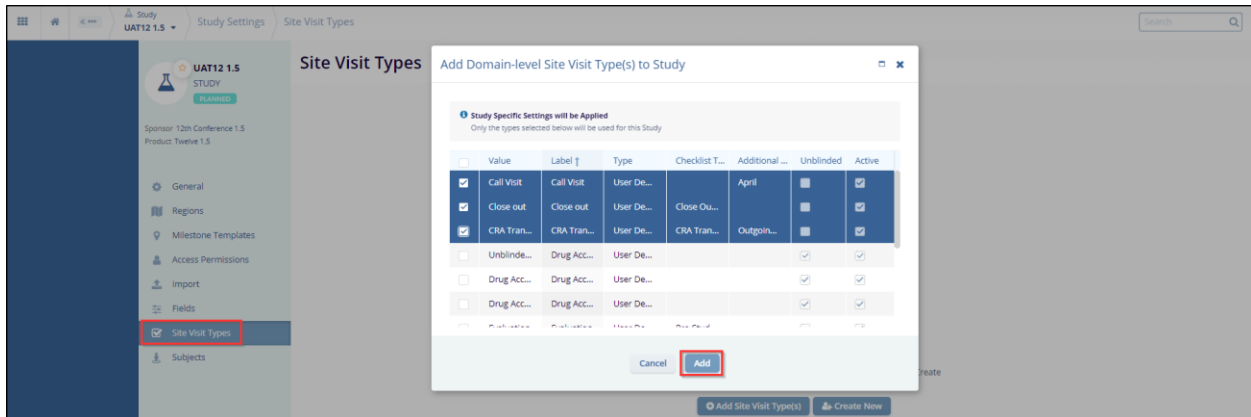 Study
UAT12 1.5
Study Settings
Site Visit Types
Search
UAT12 1.5
STUDY
PLANNED
Sponsor 12th Conference 1.5
Product Twelve 1.5
General
Regions
Milestone Templates
Access Permissions
Import
Fields
Site Visit Types
Subjects
Site Visit Types
Add Domain-level Site Visit Type(s) to Study
Study Specific Settings will be Applied
Only the types selected below will be used for this Study
Value Label ↑ Type Checklist T... Additional ... Unblinded Active
Call Visit Call Visit User De... April
Close out Close out User De... Close Ou...
CRA Tran... CRA Tran... User De... CRA Tran... Outgoin...
Unblinde... Drug Acc... User De...
Drug Acc... Drug Acc... User De...
Drug Acc... Drug Acc... User De...
Cancel Add
Create
Add Site Visit Type(s) Create New